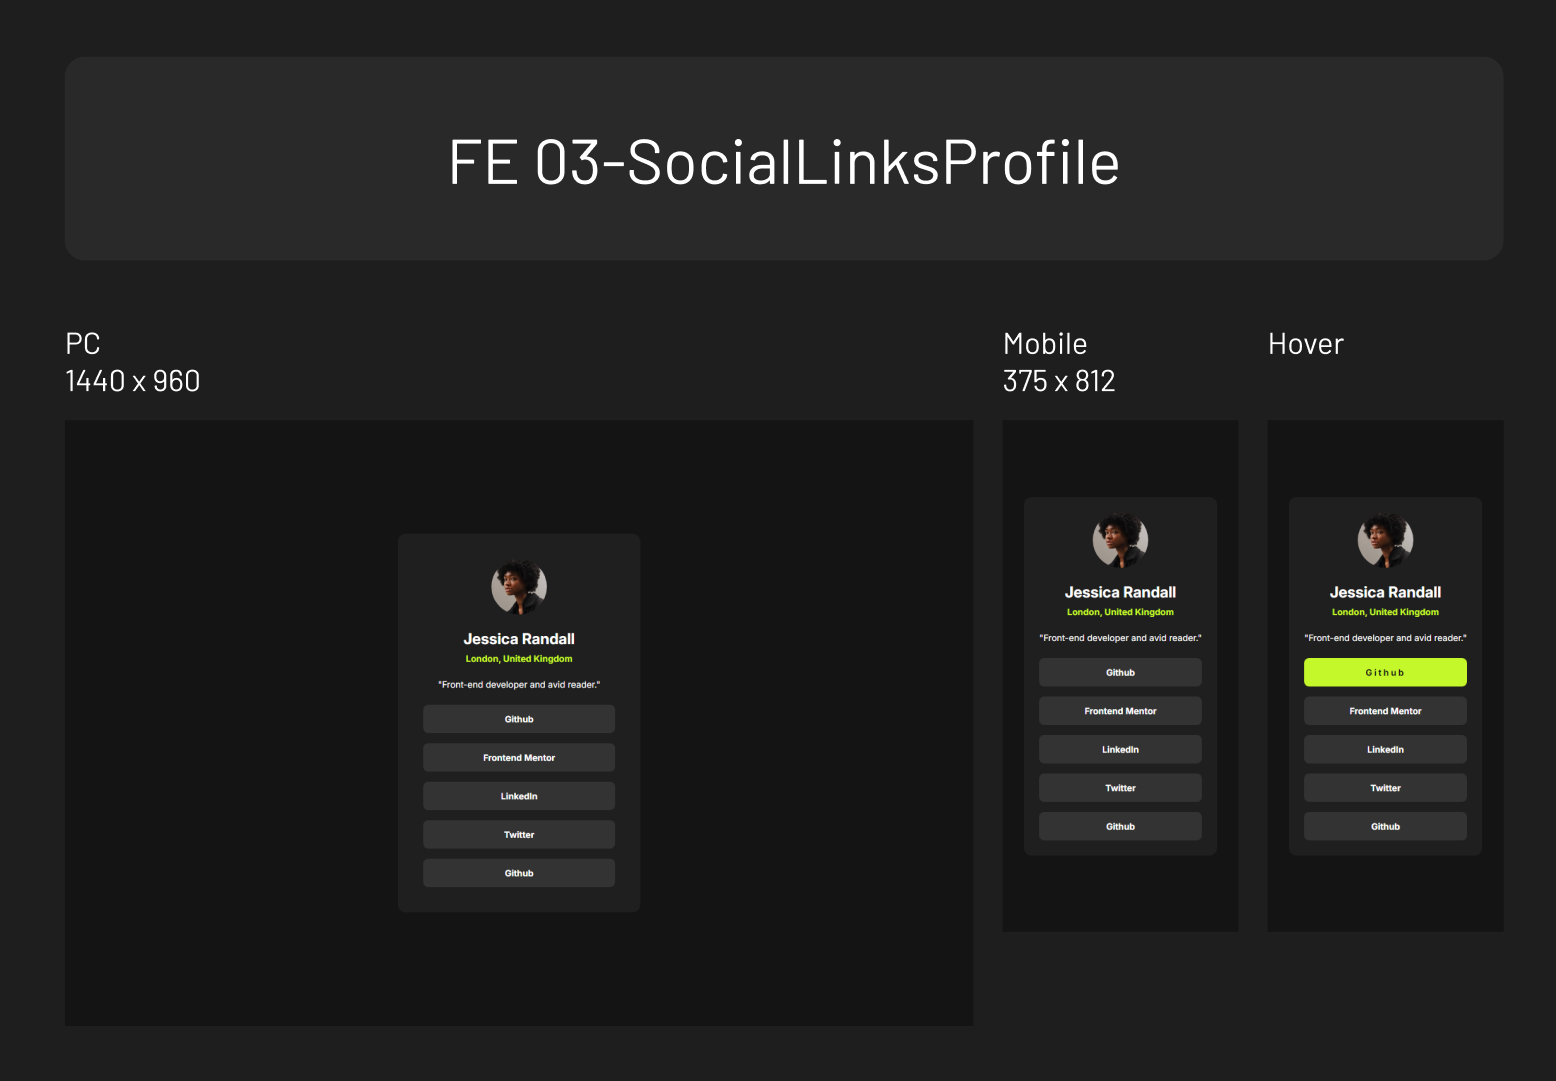 FE 03-SocialLinksProfile
PC
1440 x 960
Jessica Randall
London, United Kingdom
"Front-end developer and avid reader."
Github
Frontend Mentor
LinkedIn
Twitter
Github
Mobile
375 x 812
Jessica Randall
London, United Kingdom
"Front-end developer and avid reader."
Github
Frontend Mentor
LinkedIn
Twitter
Github
Hover
Jessica Randall
London, United Kingdom
"Front-end developer and avid reader."
Github
Frontend Mentor
LinkedIn
Twitter
Github